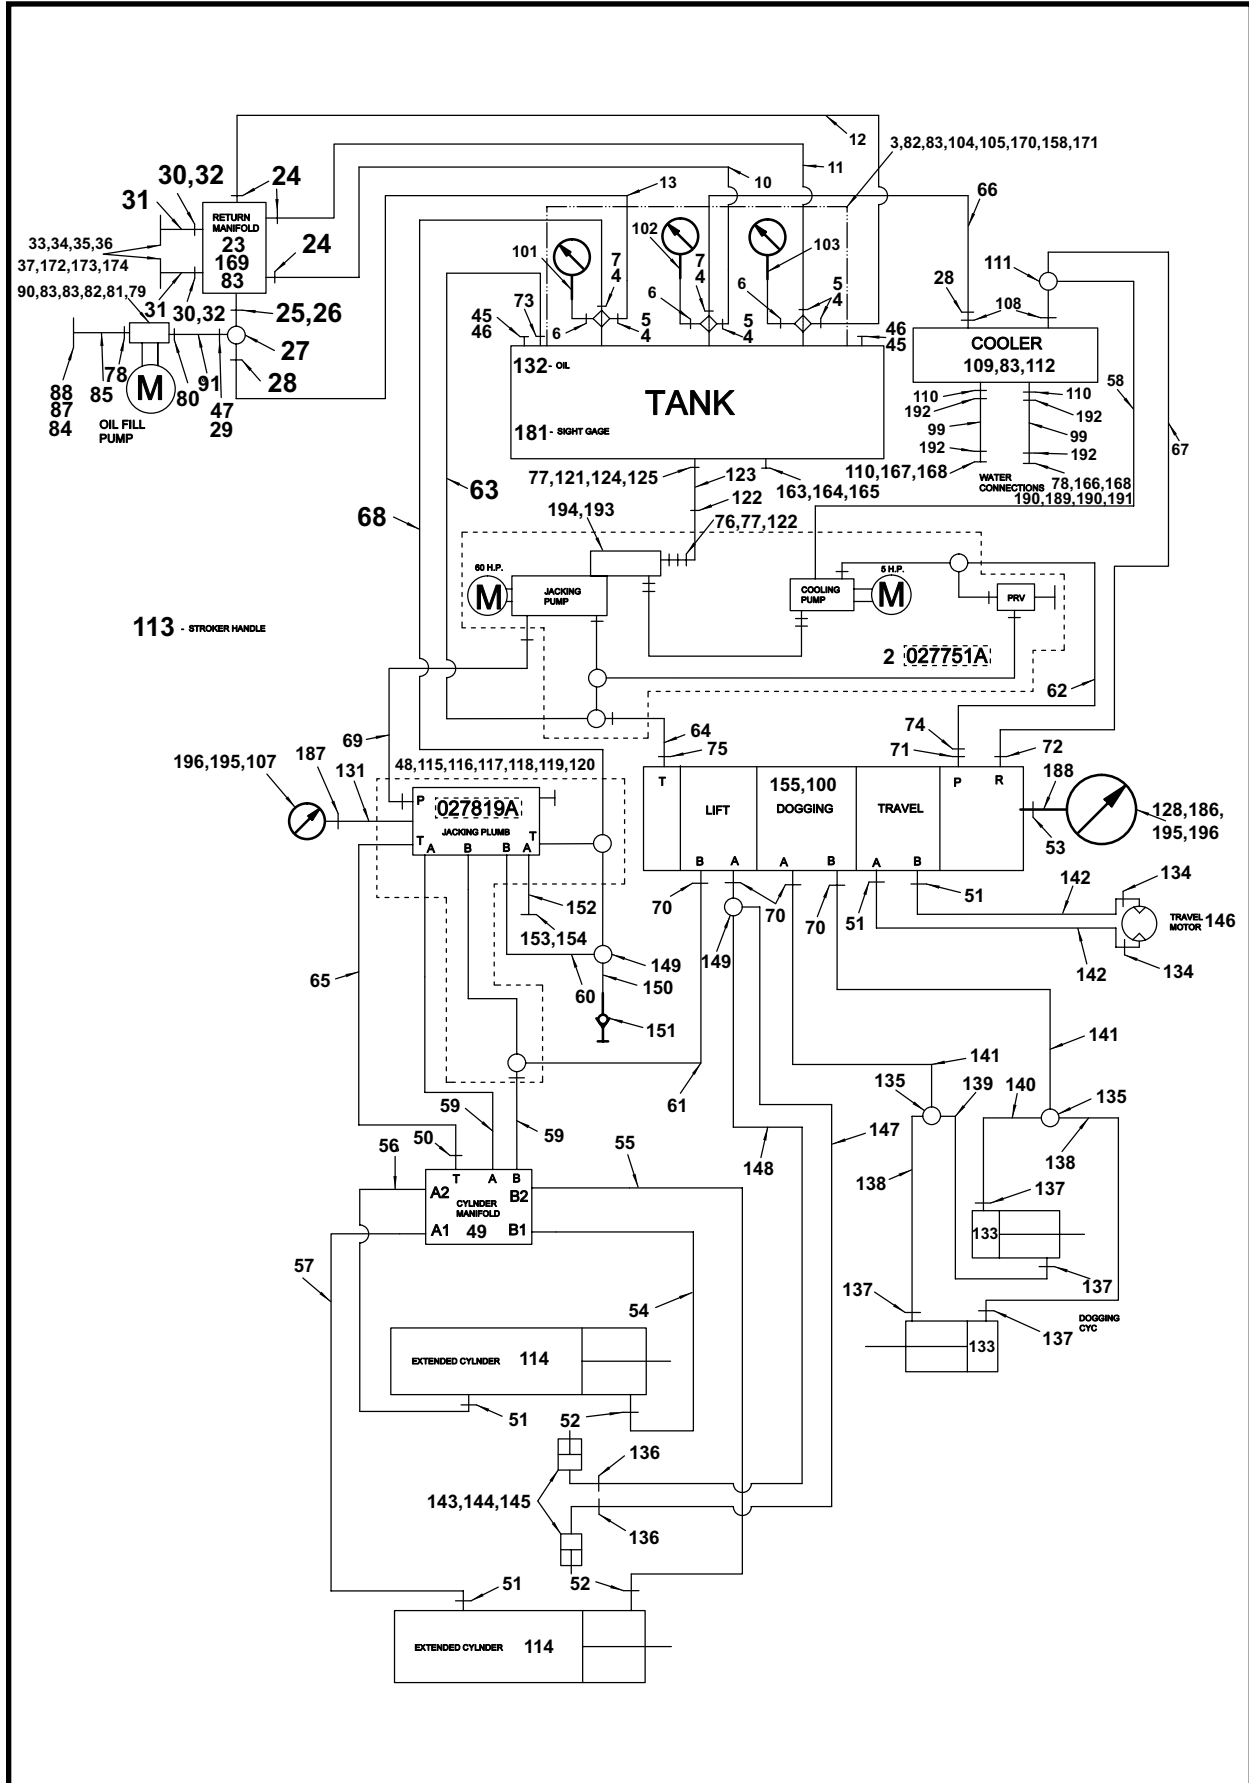 12
3,82,83,104,105,170,158,171
30,32
24
11
31
13
10
66
RETURN
MANIFOLD
23
169
83
33,34,35,36
37,172,173,174
90,83,83,82,81,79
24
101
102
103
111
7
4
7
4
28
108
6
5
4
6
5
4
6
5
4
31
30,32
25,26
73
45
46
46
45
27
28
COOLER
109,83,112
132- OIL
TANK
181- SIGHT GAGE
58
67
M
78
85
80
91
47
29
88
87
84
OIL FILL
PUMP
110
192
99
192
110
192
99
192
110,167,168
WATER
CONNECTIONS
78,166,168
190,189,190,191
77,121,124,125
123
163,164,165
122
63
68
194,193
76,77,122
60 H.P.
M
JACKING
PUMP
COOLING
PUMP
5 H.P.
M
PRV
113 - STROKER HANDLE
2 027751A
62
69
64
75
74
71
72
196,195,107
187
131
48,115,116,117,118,119,120
P
027819A
JACKING PLUMB
T
A
B
B
A
T
T
LIFT
155,100
DOGGING
TRAVEL
P
R
188
53
128,186,
195,196
B
A
A
B
A
B
70
70
70
51
51
142
134
TRAVEL
MOTOR
146
142
134
152
153,154
149
149
150
60
151
65
61
141
141
59
59
135
139
140
135
147
148
138
138
50
56
55
T
A
B
A2
B2
CYLNDER
MANIFOLD
49
A1
B1
137
133
137
57
54
137
137
DOGGING
CYC
133
EXTENDED CYLNDER
114
51
52
136
143,144,145
136
51
52
EXTENDED CYLNDER
114